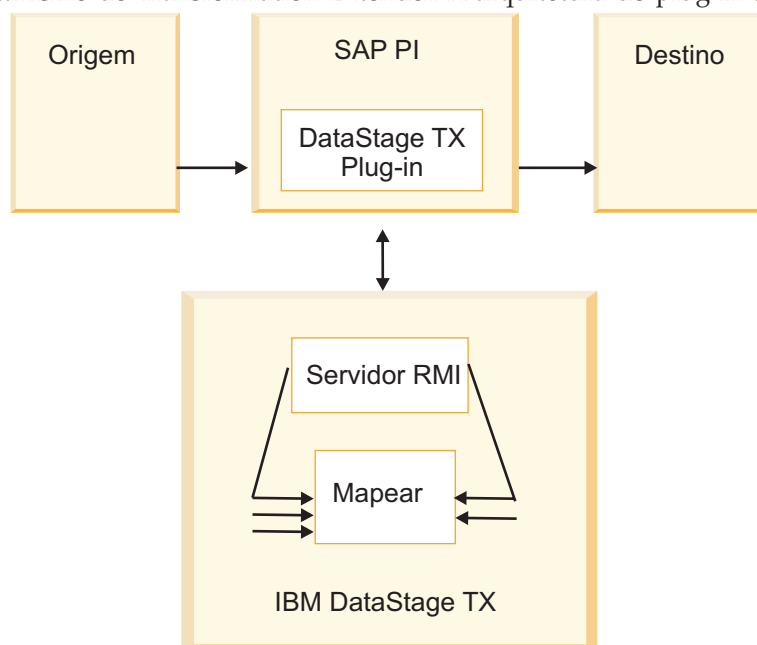 Origem
SAP PI
Destino
DataStage TX
Plug-in
Servidor RMI
Mapear
IBM DataStage TX